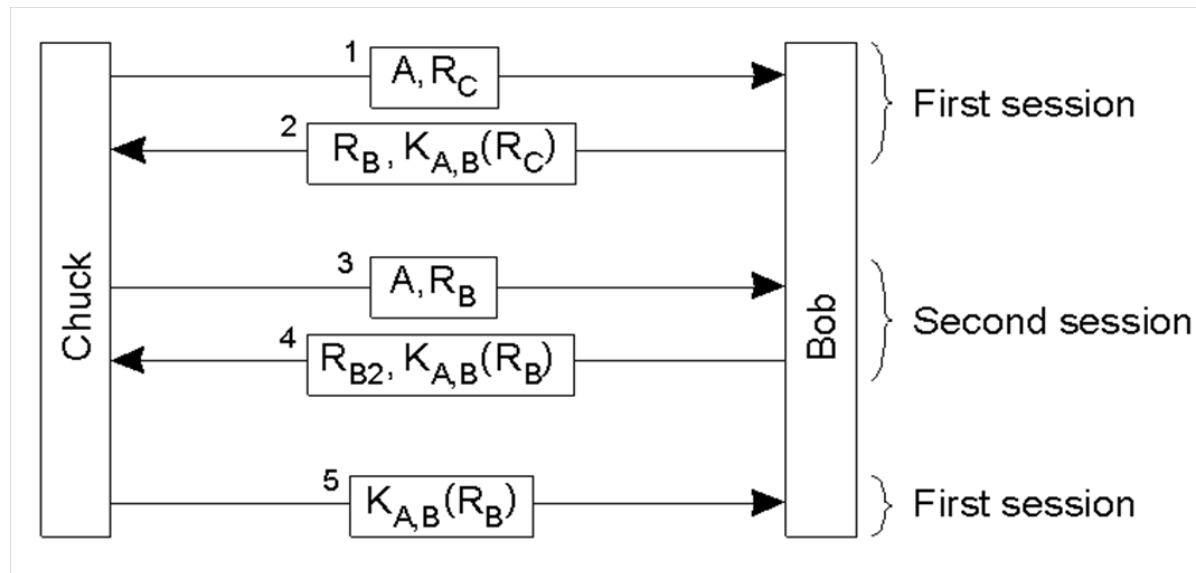 1
A, R_C
First session
2
R_B, K_A,B(R_C)
Chuck
3
A, R_B
Bob
Second session
4
R_B2, K_A,B(R_B)
5
K_A,B(R_B)
First session